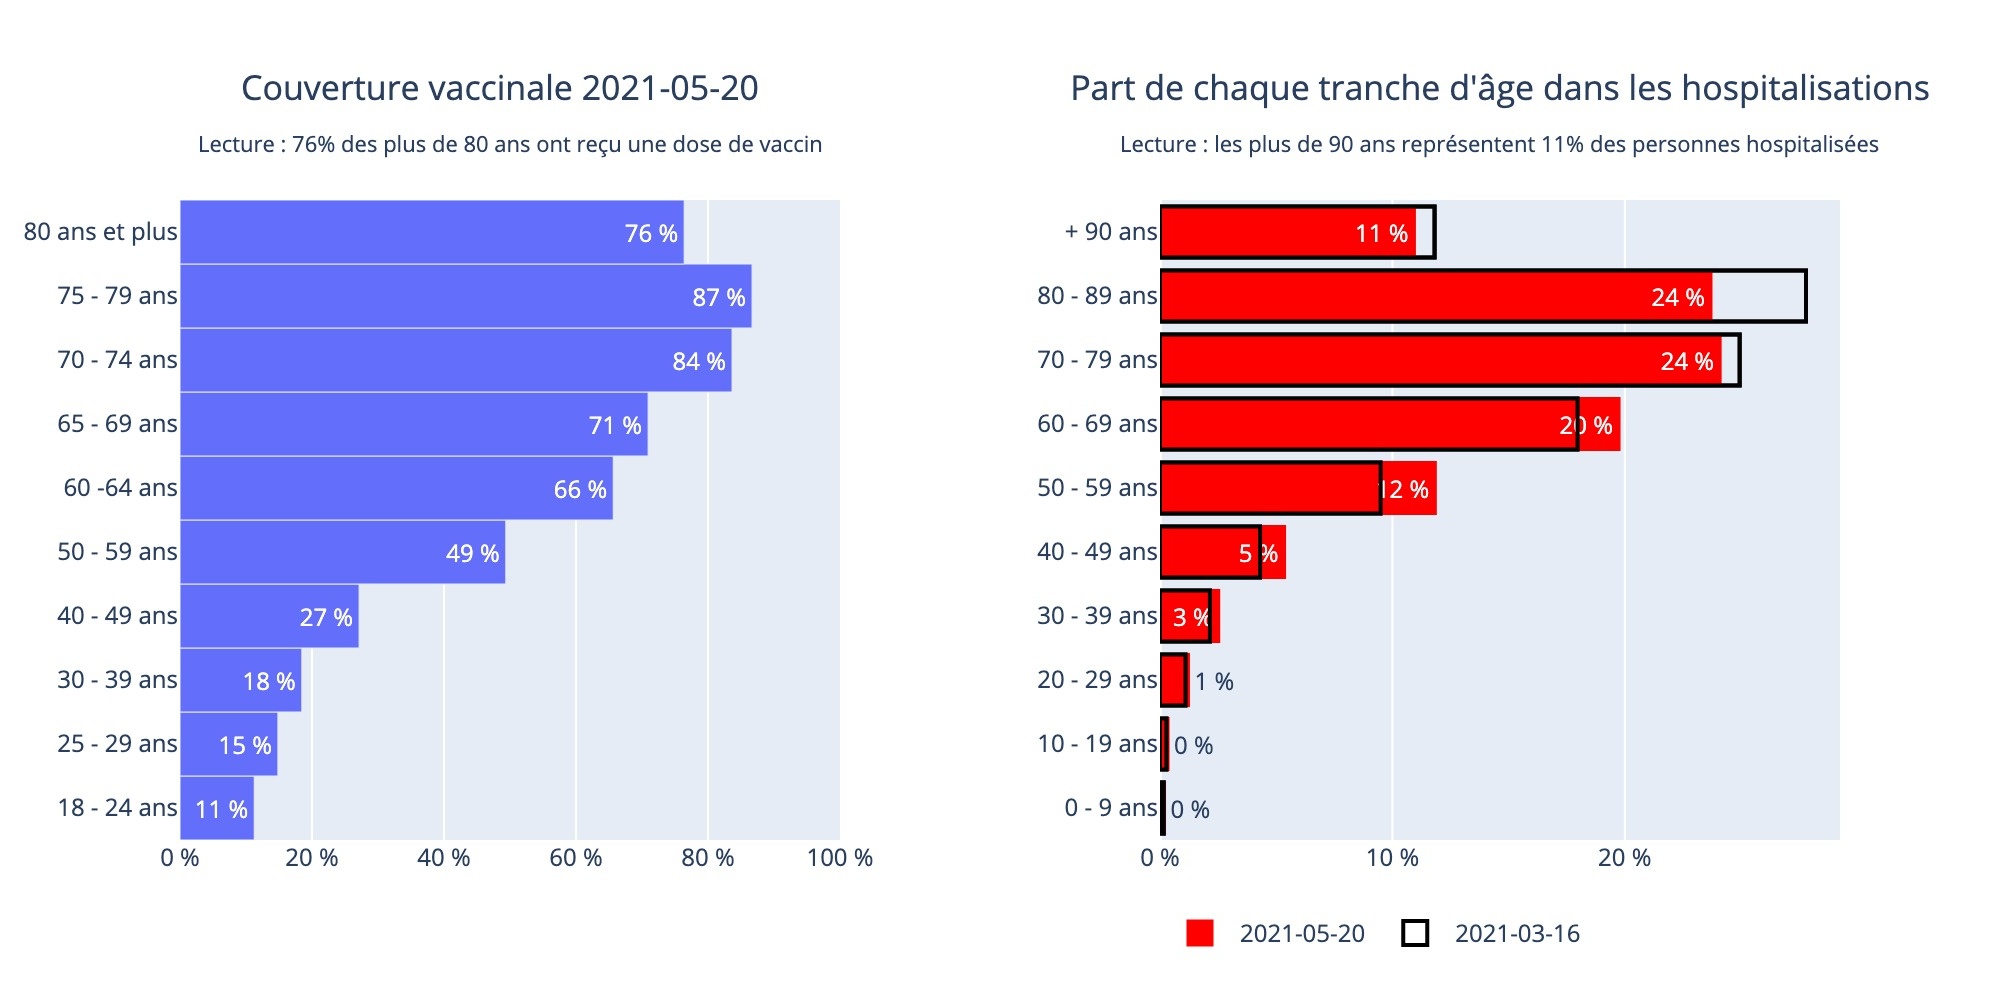 Couverture vaccinale 2021-05-20
Lecture : 76% des plus de 80 ans ont reçu une dose de vaccin
80 ans et plus 76 %
75 - 79 ans 87 %
70 - 74 ans 84 %
65 - 69 ans 71 %
60 -64 ans 66 %
50 - 59 ans 49 %
40 - 49 ans 27 %
30 - 39 ans 18 %
25 - 29 ans 15 %
18 - 24 ans 11 %
0 % 20 % 40 % 60 % 80 % 100 %
Part de chaque tranche d'âge dans les hospitalisations
Lecture : les plus de 90 ans représentent 11% des personnes hospitalisées
+ 90 ans 11 %
80 - 89 ans 24 %
70 - 79 ans 24 %
60 - 69 ans 20 %
50 - 59 ans 12 %
40 - 49 ans 5 %
30 - 39 ans 3 %
20 - 29 ans 1 %
10 - 19 ans 0 %
0 - 9 ans 0 %
0 % 10 % 20 %
2021-05-20 2021-03-16